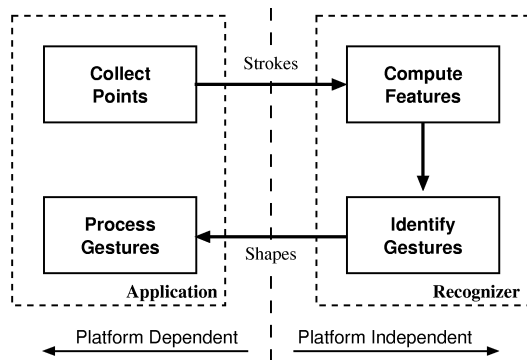 Collect
Points
Strokes
Compute
Features
Process
Gestures
Shapes
Identify
Gestures
Application
Recognizer
Platform Dependent
Platform Independent